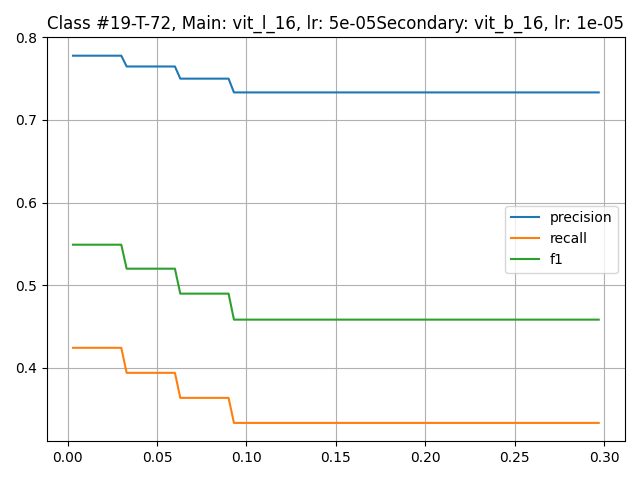 Class #19-T-72, Main: vit_l_16, lr: 5e-05Secondary: vit_b_16, lr: 1e-05
0.8
0.7
0.6
0.5
0.4
precision
recall
f1
0.00 0.05 0.10 0.15 0.20 0.25 0.30